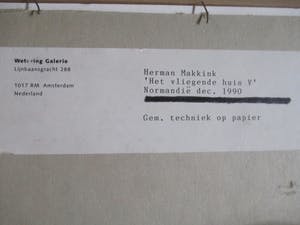 Wetering Galerie
Lijnbaansgracht 288
1017 RM Amsterdam
Nederland
Herman Makkink
'Het vliegende huis V'
Normandië dec. 1990
Gem. techniek op papier